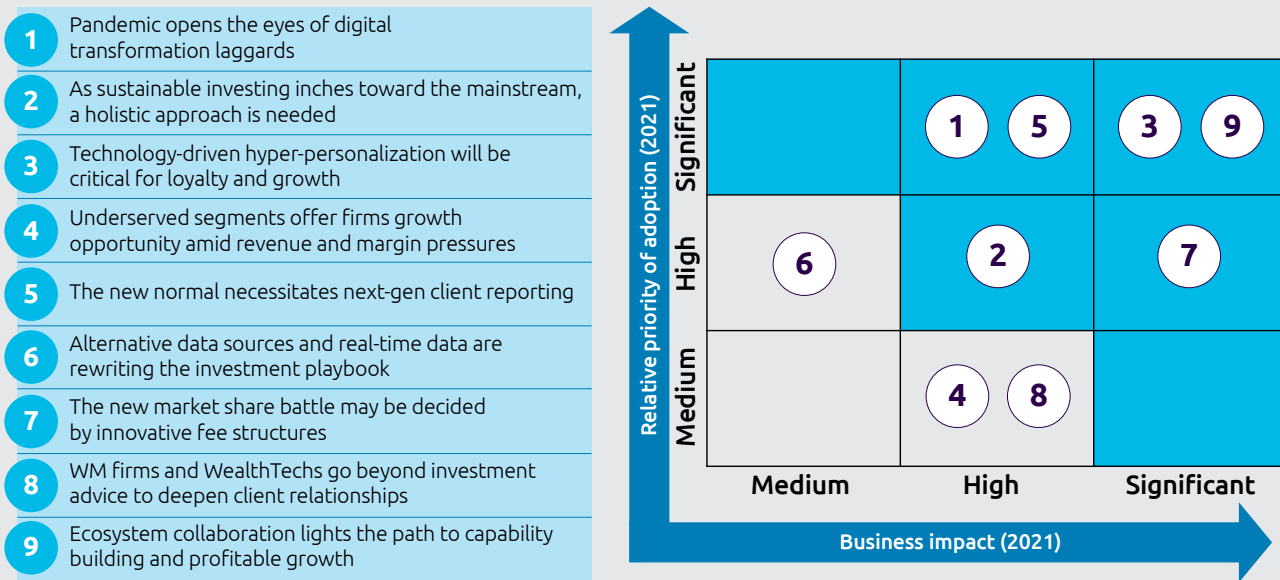 1
Pandemic opens the eyes of digital
transformation laggards
2
As sustainable investing inches toward the mainstream,
a holistic approach is needed
3
Technology-driven hyper-personalization will be
critical for loyalty and growth
4
Underserved segments offer firms growth
opportunity amid revenue and margin pressures
5
The new normal necessitates next-gen client reporting
6
Alternative data sources and real-time data are
rewriting the investment playbook
7
The new market share battle may be decided
by innovative fee structures
8
WM firms and WealthTechs go beyond investment
advice to deepen client relationships
9
Ecosystem collaboration lights the path to capability
building and profitable growth
Relative priority of adoption (2021)
Significant
1 5 3 9
High
6 2 7
Medium
4 8
Medium High Significant
Business impact (2021)